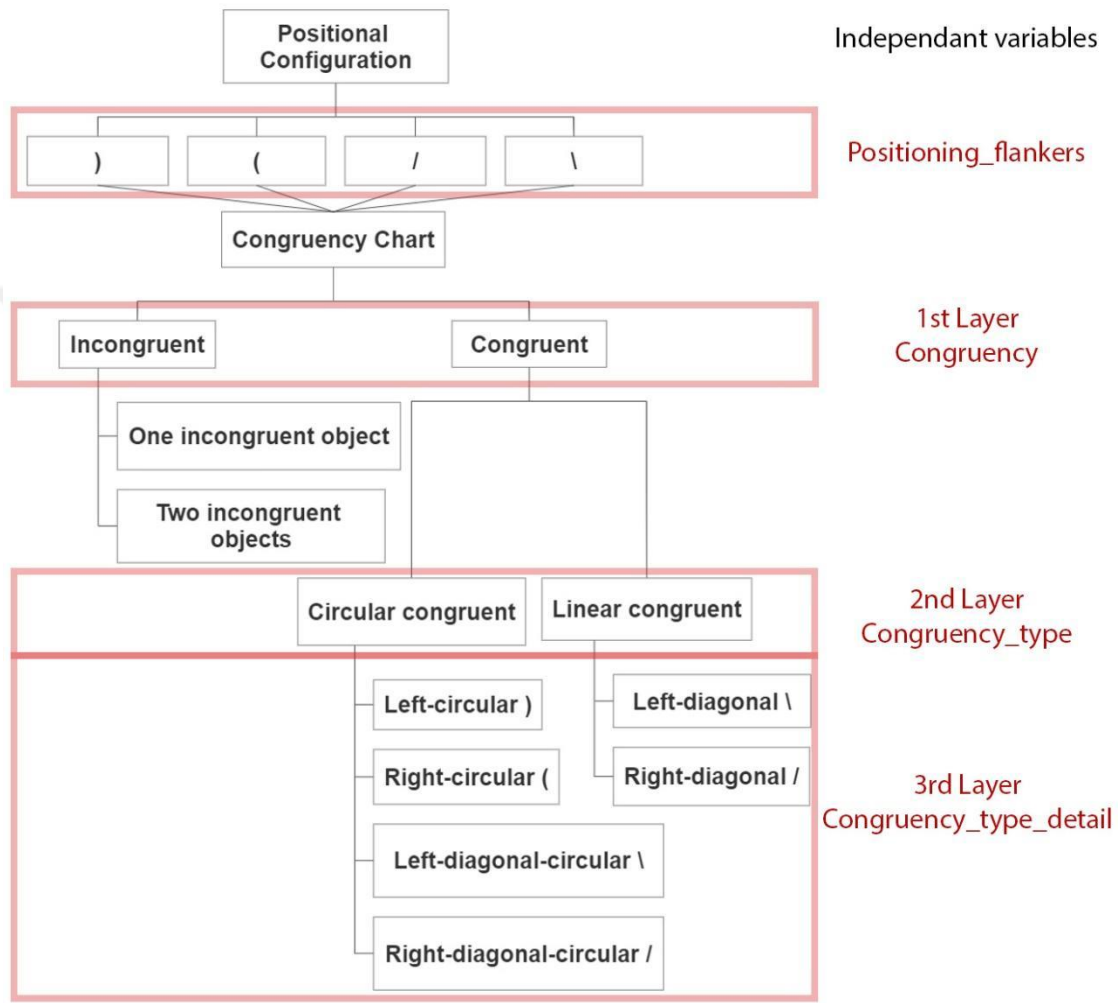 Positional
Configuration
Independant variables
)
(
/
\
Positioning_flankers
Congruency Chart
Incongruent
Congruent
1st Layer
Congruency
One incongruent object
Two incongruent
objects
Circular congruent
Linear congruent
2nd Layer
Congruency_type
Left-circular )
Left-diagonal \
Right-circular (
Right-diagonal /
3rd Layer
Congruency_type_detail
Left-diagonal-circular \
Right-diagonal-circular /